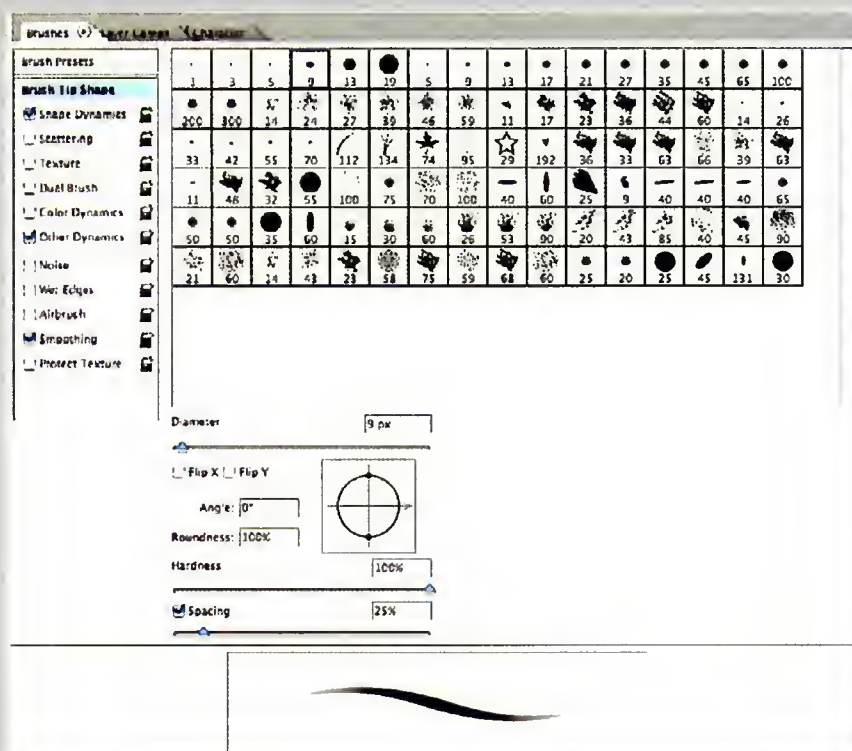 Brushes Layer Comps Character
Brush Presets
Brush Tip Shape
Shape Dynamics
Scattering
Texture
Dual Brush
Color Dynamics
Other Dynamics
Noise
Wet Edges
Airbrush
Smoothing
Protect Texture
1 3 5 9 13 19 5 9 13 17 21 27 35 45 65 100
200 300 14 24 27 39 46 59 11 17 23 36 44 60 14 26
33 42 55 70 112 134 74 95 29 192 36 33 63 66 39 63
11 48 32 55 100 75 70 100 40 60 25 9 40 40 40 65
50 50 35 60 15 30 60 26 53 90 20 43 85 40 45 90
21 60 14 43 23 58 75 59 68 60 25 20 25 45 131 30
Diameter 9 px
Flip X Flip Y
Angle: 0°
Roundness: 100%
Hardness 100%
Spacing 25%